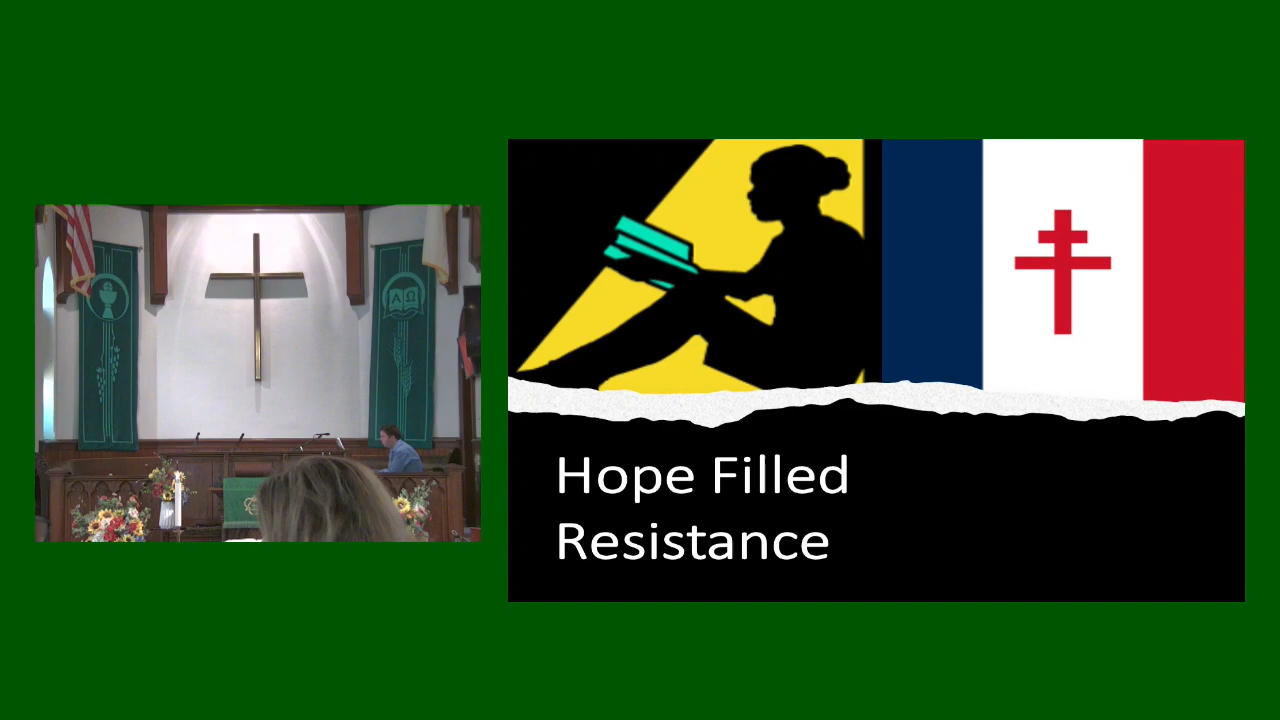 Α Ω
Hope Filled
Resistance